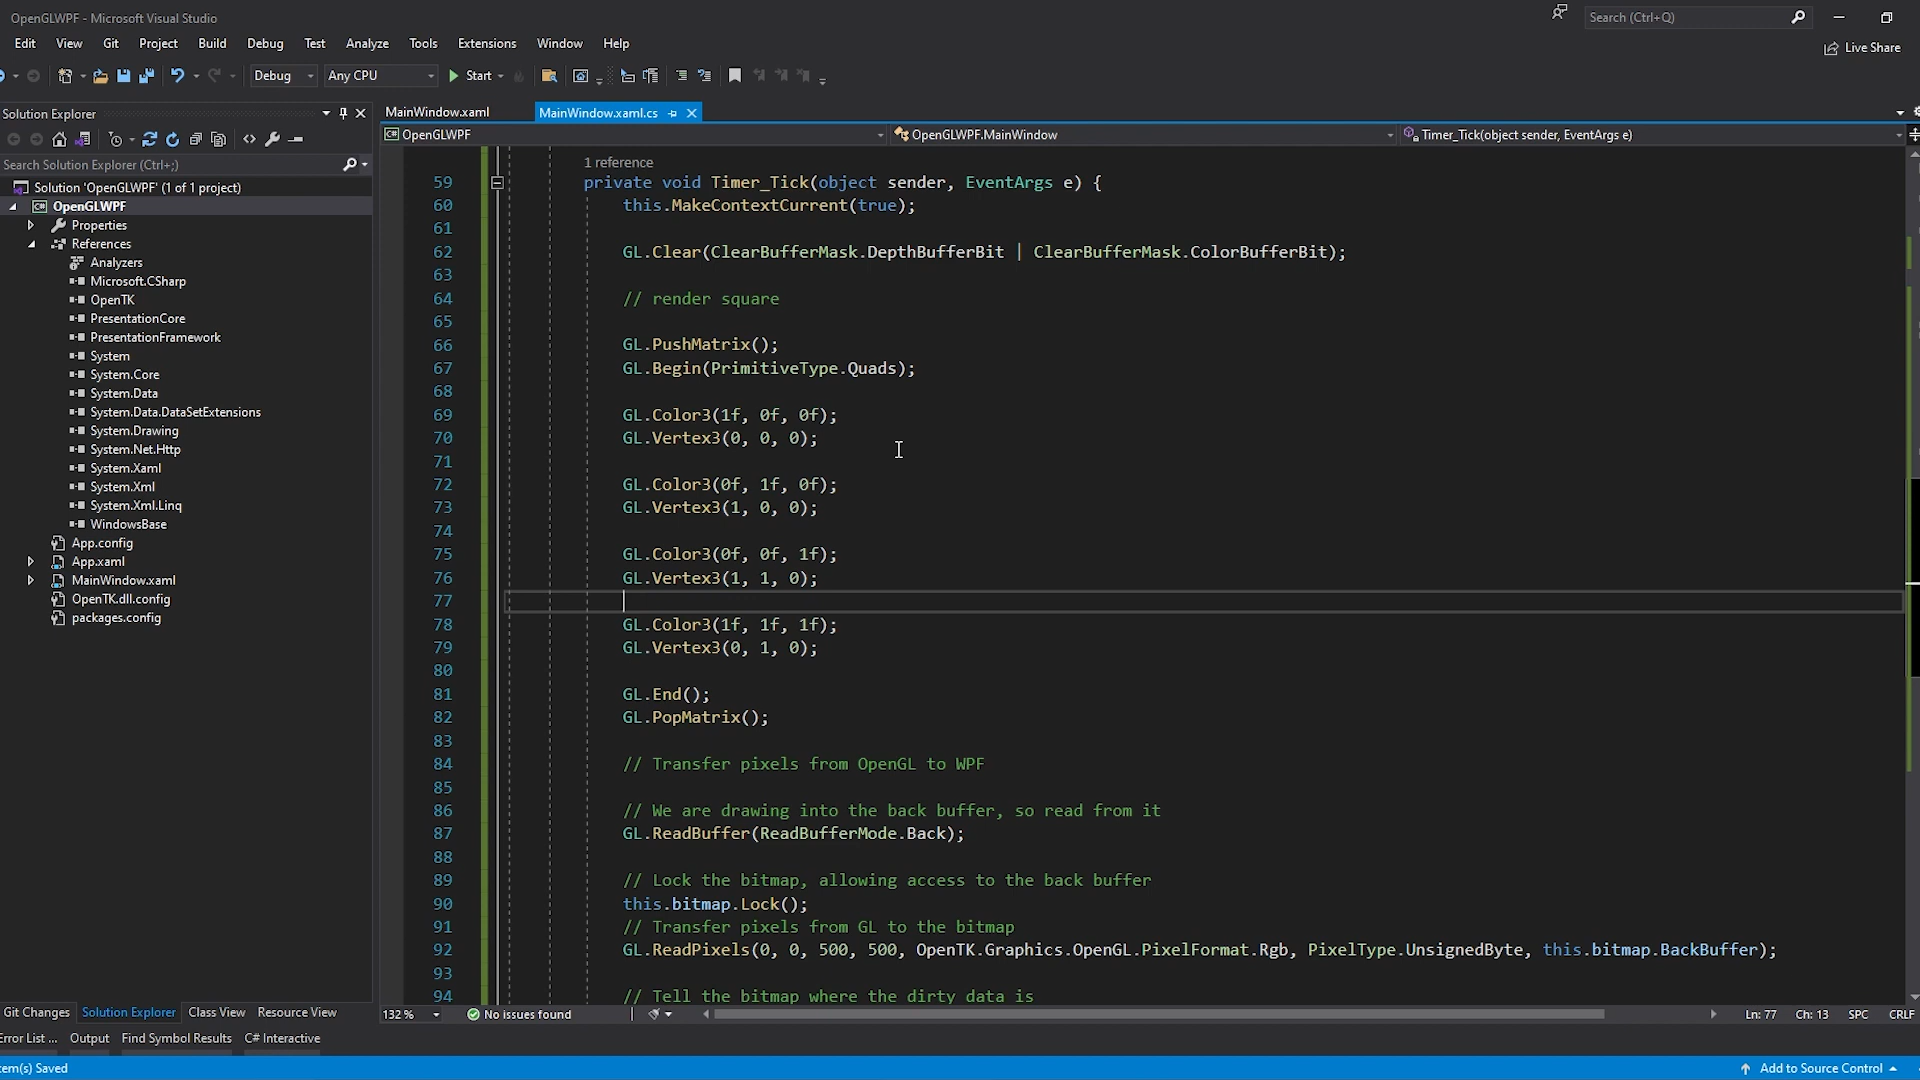 OpenGLWPF - Microsoft Visual Studio
Search (Ctrl+Q)
Edit View Git Project Build Debug Test Analyze Tools Extensions Window Help
Live Share
Debug Any CPU Start
Solution Explorer
MainWindow.xaml MainWindow.xaml.cs
OpenGLWPF OpenGLWPF.MainWindow Timer_Tick(object sender, EventArgs e)
Search Solution Explorer (Ctrl+;)
Solution 'OpenGLWPF' (1 of 1 project)
OpenGLWPF
Properties
References
Analyzers
Microsoft.CSharp
OpenTK
PresentationCore
PresentationFramework
System
System.Core
System.Data
System.Data.DataSetExtensions
System.Drawing
System.Net.Http
System.Xaml
System.Xml
System.Xml.Linq
WindowsBase
App.config
App.xaml
MainWindow.xaml
OpenTK.dll.config
packages.config
1 reference
59 private void Timer_Tick(object sender, EventArgs e) {
60 this.MakeContextCurrent(true);
61
62 GL.Clear(ClearBufferMask.DepthBufferBit | ClearBufferMask.ColorBufferBit);
63
64 // render square
65
66 GL.PushMatrix();
67 GL.Begin(PrimitiveType.Quads);
68
69 GL.Color3(1f, 0f, 0f);
70 GL.Vertex3(0, 0, 0);
71
72 GL.Color3(0f, 1f, 0f);
73 GL.Vertex3(1, 0, 0);
74
75 GL.Color3(0f, 0f, 1f);
76 GL.Vertex3(1, 1, 0);
77
78 GL.Color3(1f, 1f, 1f);
79 GL.Vertex3(0, 1, 0);
80
81 GL.End();
82 GL.PopMatrix();
83
84 // Transfer pixels from OpenGL to WPF
85
86 // We are drawing into the back buffer, so read from it
87 GL.ReadBuffer(ReadBufferMode.Back);
88
89 // Lock the bitmap, allowing access to the back buffer
90 this.bitmap.Lock();
91 // Transfer pixels from GL to the bitmap
92 GL.ReadPixels(0, 0, 500, 500, OpenTK.Graphics.OpenGL.PixelFormat.Rgb, PixelType.UnsignedByte, this.bitmap.BackBuffer);
93
94 // Tell the bitmap where the dirty data is
Git Changes Solution Explorer Class View Resource View
132 % No issues found Ln: 77 Ch: 13 SPC CRLF
rror List ... Output Find Symbol Results C# Interactive
em(s) Saved
Add to Source Control